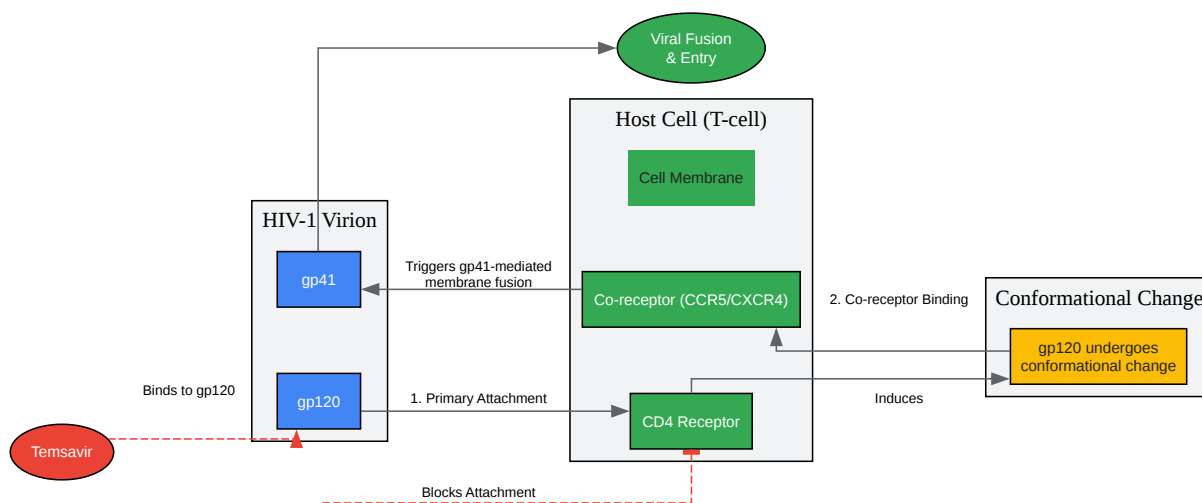 Viral Fusion
& Entry
Host Cell (T-cell)
Cell Membrane
HIV-1 Virion
gp41
Triggers gp41-mediated
membrane fusion
Co-receptor (CCR5/CXCR4)
2. Co-receptor Binding
Conformational Change
gp120 undergoes
conformational change
Binds to gp120
gp120
1. Primary Attachment
CD4 Receptor
Induces
Temsavir
Blocks Attachment